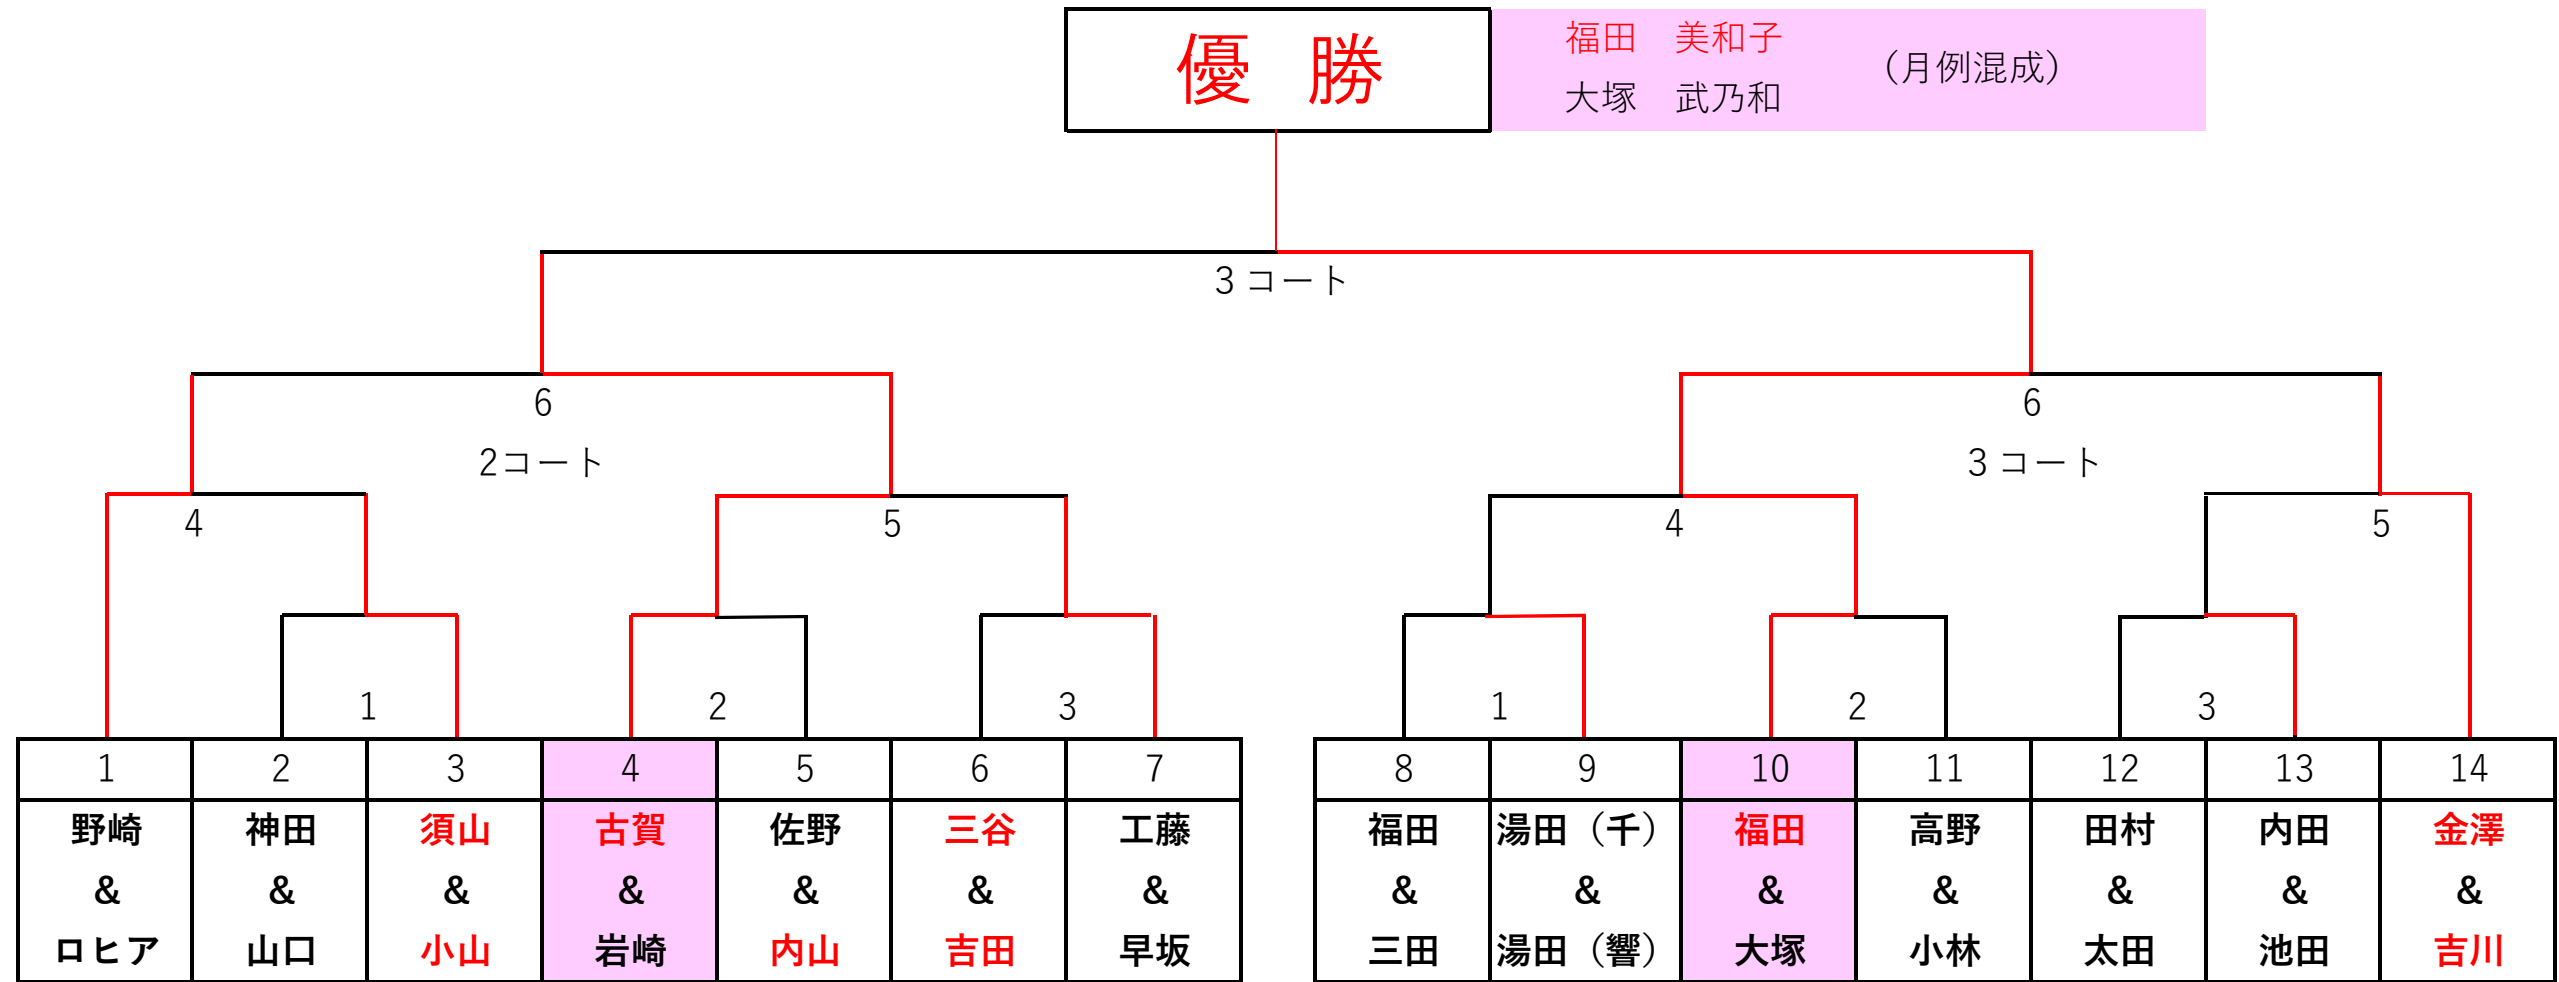 優 勝
福田 美和子
大塚 武乃和
（月例混成）
3コート
6
6
2コート
3コート
4
5
4
5
1
2
3
1
2
3
1 2 3 4 5 6 7 8 9 10 11 12 13 14
野崎 神田 須山 古賀 佐野 三谷 工藤 福田 湯田（千） 福田 高野 田村 内田 金澤
& & & & & & & & & & & & & &
ロヒア 山口 小山 岩崎 内山 吉田 早坂 三田 湯田（響） 大塚 小林 太田 池田 吉川